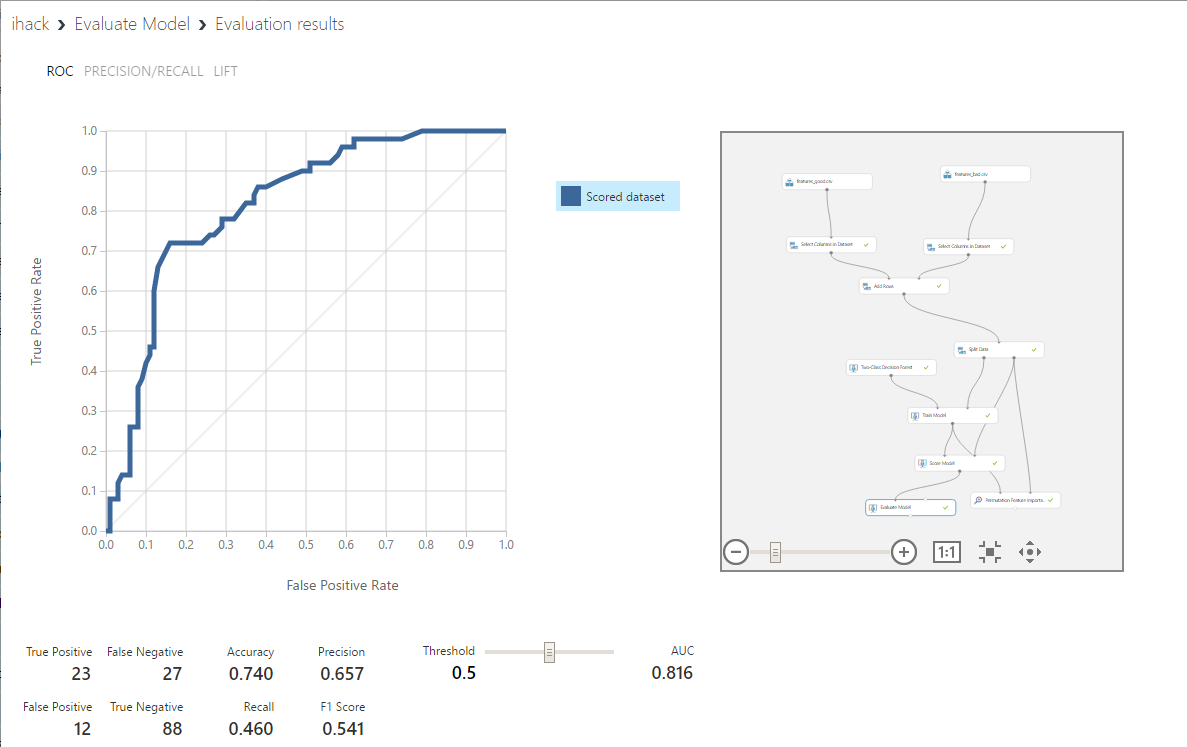 ihack ❯ Evaluate Model ❯ Evaluation results
ROC PRECISION/RECALL LIFT
1.0
0.9
0.8
0.7
0.6
0.5
0.4
0.3
0.2
0.1
0.0
True Positive Rate
0.0 0.1 0.2 0.3 0.4 0.5 0.6 0.7 0.8 0.9 1.0
False Positive Rate
Scored dataset
features_good.csv
features_bad.csv
Select Columns in Dataset
Select Columns in Dataset
Add Rows
Split Data
Two-Class Decision Forest
Train Model
Score Model
Evaluate Model
Permutation Feature Importa...
1:1
True Positive False Negative Accuracy Precision Threshold AUC
23 27 0.740 0.657 0.5 0.816
False Positive True Negative Recall F1 Score
12 88 0.460 0.541